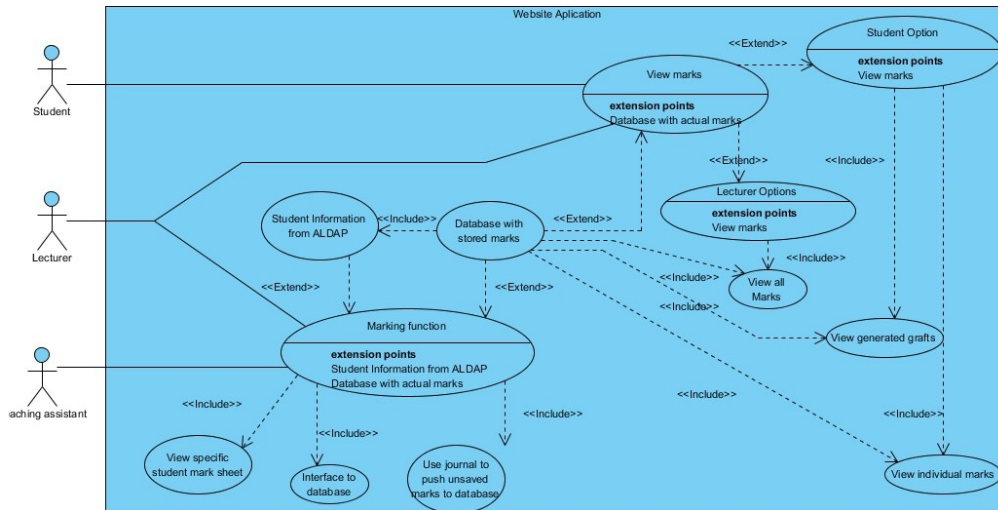 Website Aplication
Student Option
extension points
View marks
<<Extend>>
View marks
extension points
Database with actual marks
Student
<<Extend>>
<<Include>>
Lecturer Options
extension points
View marks
Student Information
from ALDAP
<<Include>>
Database with
stored marks
<<Extend>>
Lecturer
<<Include>>
View all
Marks
<<Extend>>
<<Extend>>
<<Include>>
<<Include>>
Marking function
extension points
Student Information from ALDAP
Database with actual marks
View generated grafts
aching assistant
<<Include>>
<<Include>>
<<Include>>
<<Include>>
<<Include>>
View specific
student mark sheet
Interface to
database
Use journal to
push unsaved
marks to database
View individual marks